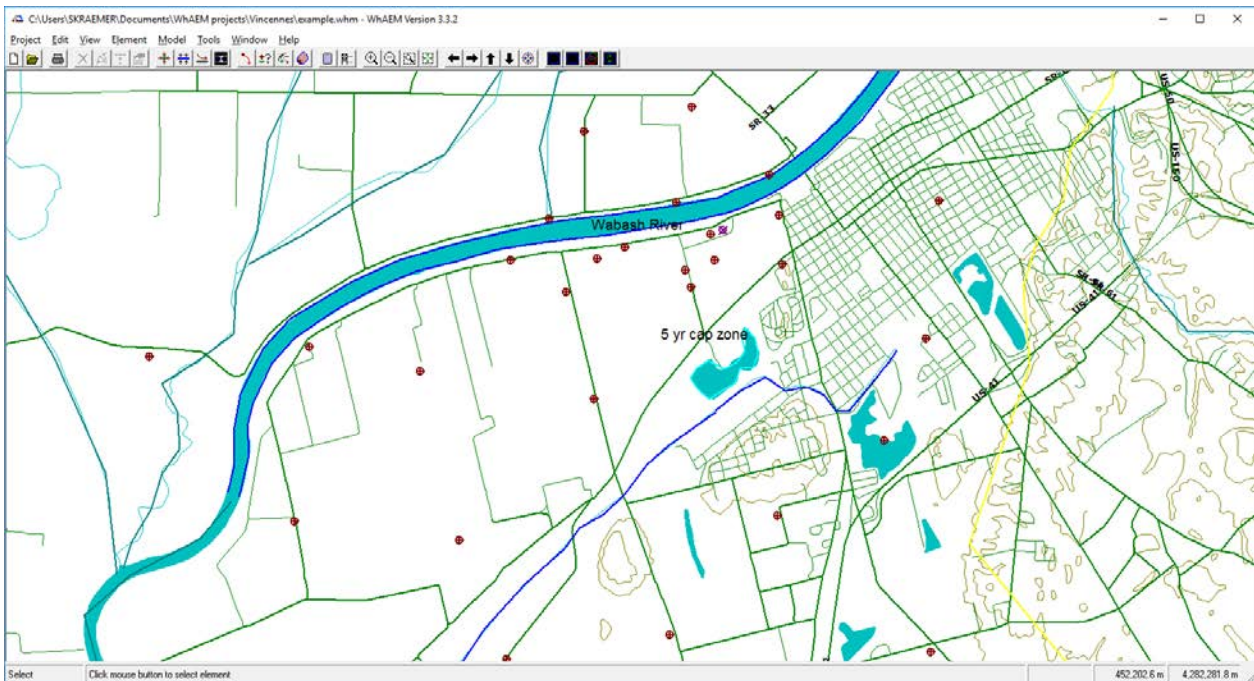 C:\Users\SKRAEMER\Documents\WhAEM projects\Vincennes\example.whm - WhAEM Version 3.3.2
Project Edit View Element Model Tools Window Help
SR-33
US-50
US-150
Wabash River
US-41
5 yr cap zone
US-41
Select Click mouse button to select element 452,202.6 m 4,282,281.8 m